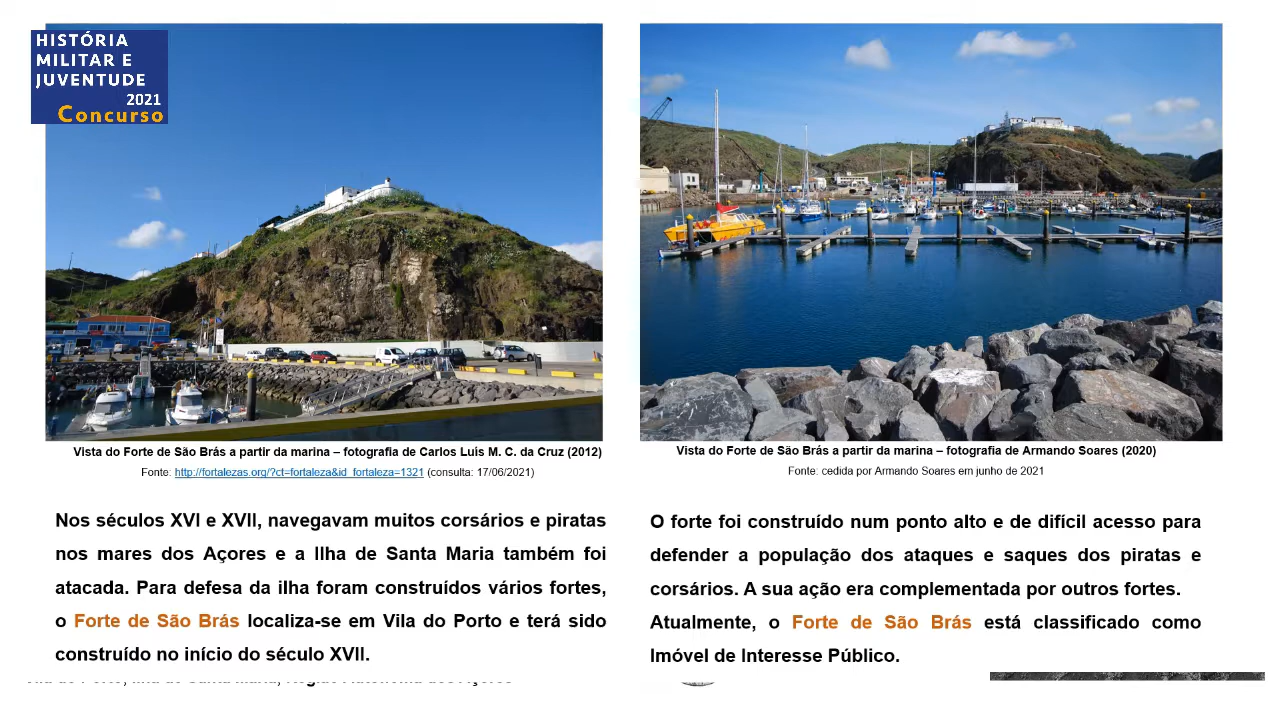 HISTÓRIA
MILITAR E
JUVENTUDE
2021
Concurso
Vista do Forte de São Brás a partir da marina – fotografia de Carlos Luis M. C. da Cruz (2012)
Fonte: http://fortalezas.org/?ct=fortaleza&id_fortaleza=1321 (consulta: 17/06/2021)
Nos séculos XVI e XVII, navegavam muitos corsários e piratas
nos mares dos Açores e a Ilha de Santa Maria também foi
atacada. Para defesa da ilha foram construídos vários fortes,
o Forte de São Brás localiza-se em Vila do Porto e terá sido
construído no início do século XVII.
Vista do Forte de São Brás a partir da marina – fotografia de Armando Soares (2020)
Fonte: cedida por Armando Soares em junho de 2021
O forte foi construído num ponto alto e de difícil acesso para
defender a população dos ataques e saques dos piratas e
corsários. A sua ação era complementada por outros fortes.
Atualmente, o Forte de São Brás está classificado como
Imóvel de Interesse Público.